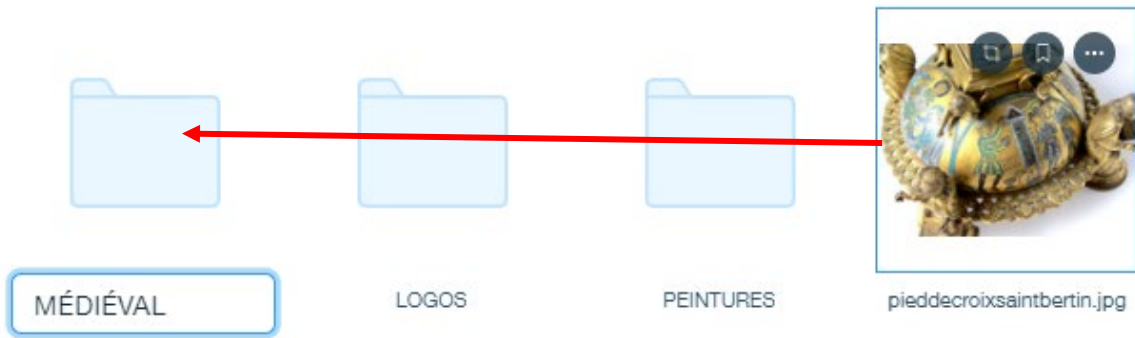 MÉDIÉVAL
LOGOS
PEINTURES
pieddecroixsaintbertin.jpg